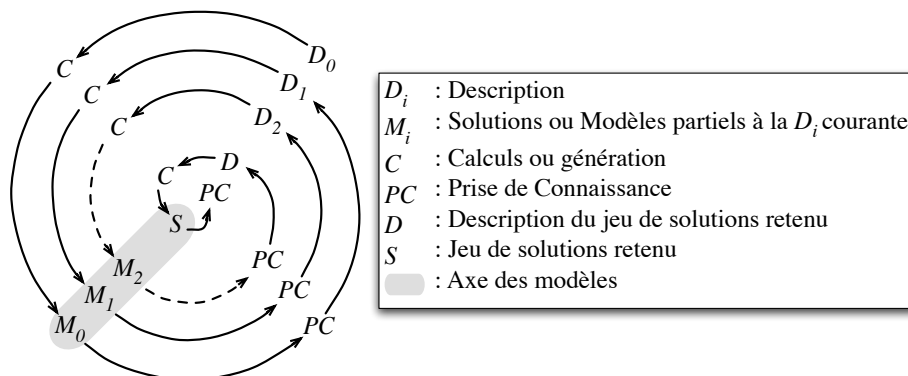 D₀
C
D₁
C
D₂
C
D
C
PC
S
PC
M₂
M₁
PC
M₀
PC
Dᵢ : Description
Mᵢ : Solutions ou Modèles partiels à la Dᵢ courante
C : Calculs ou génération
PC : Prise de Connaissance
D : Description du jeu de solutions retenu
S : Jeu de solutions retenu
: Axe des modèles